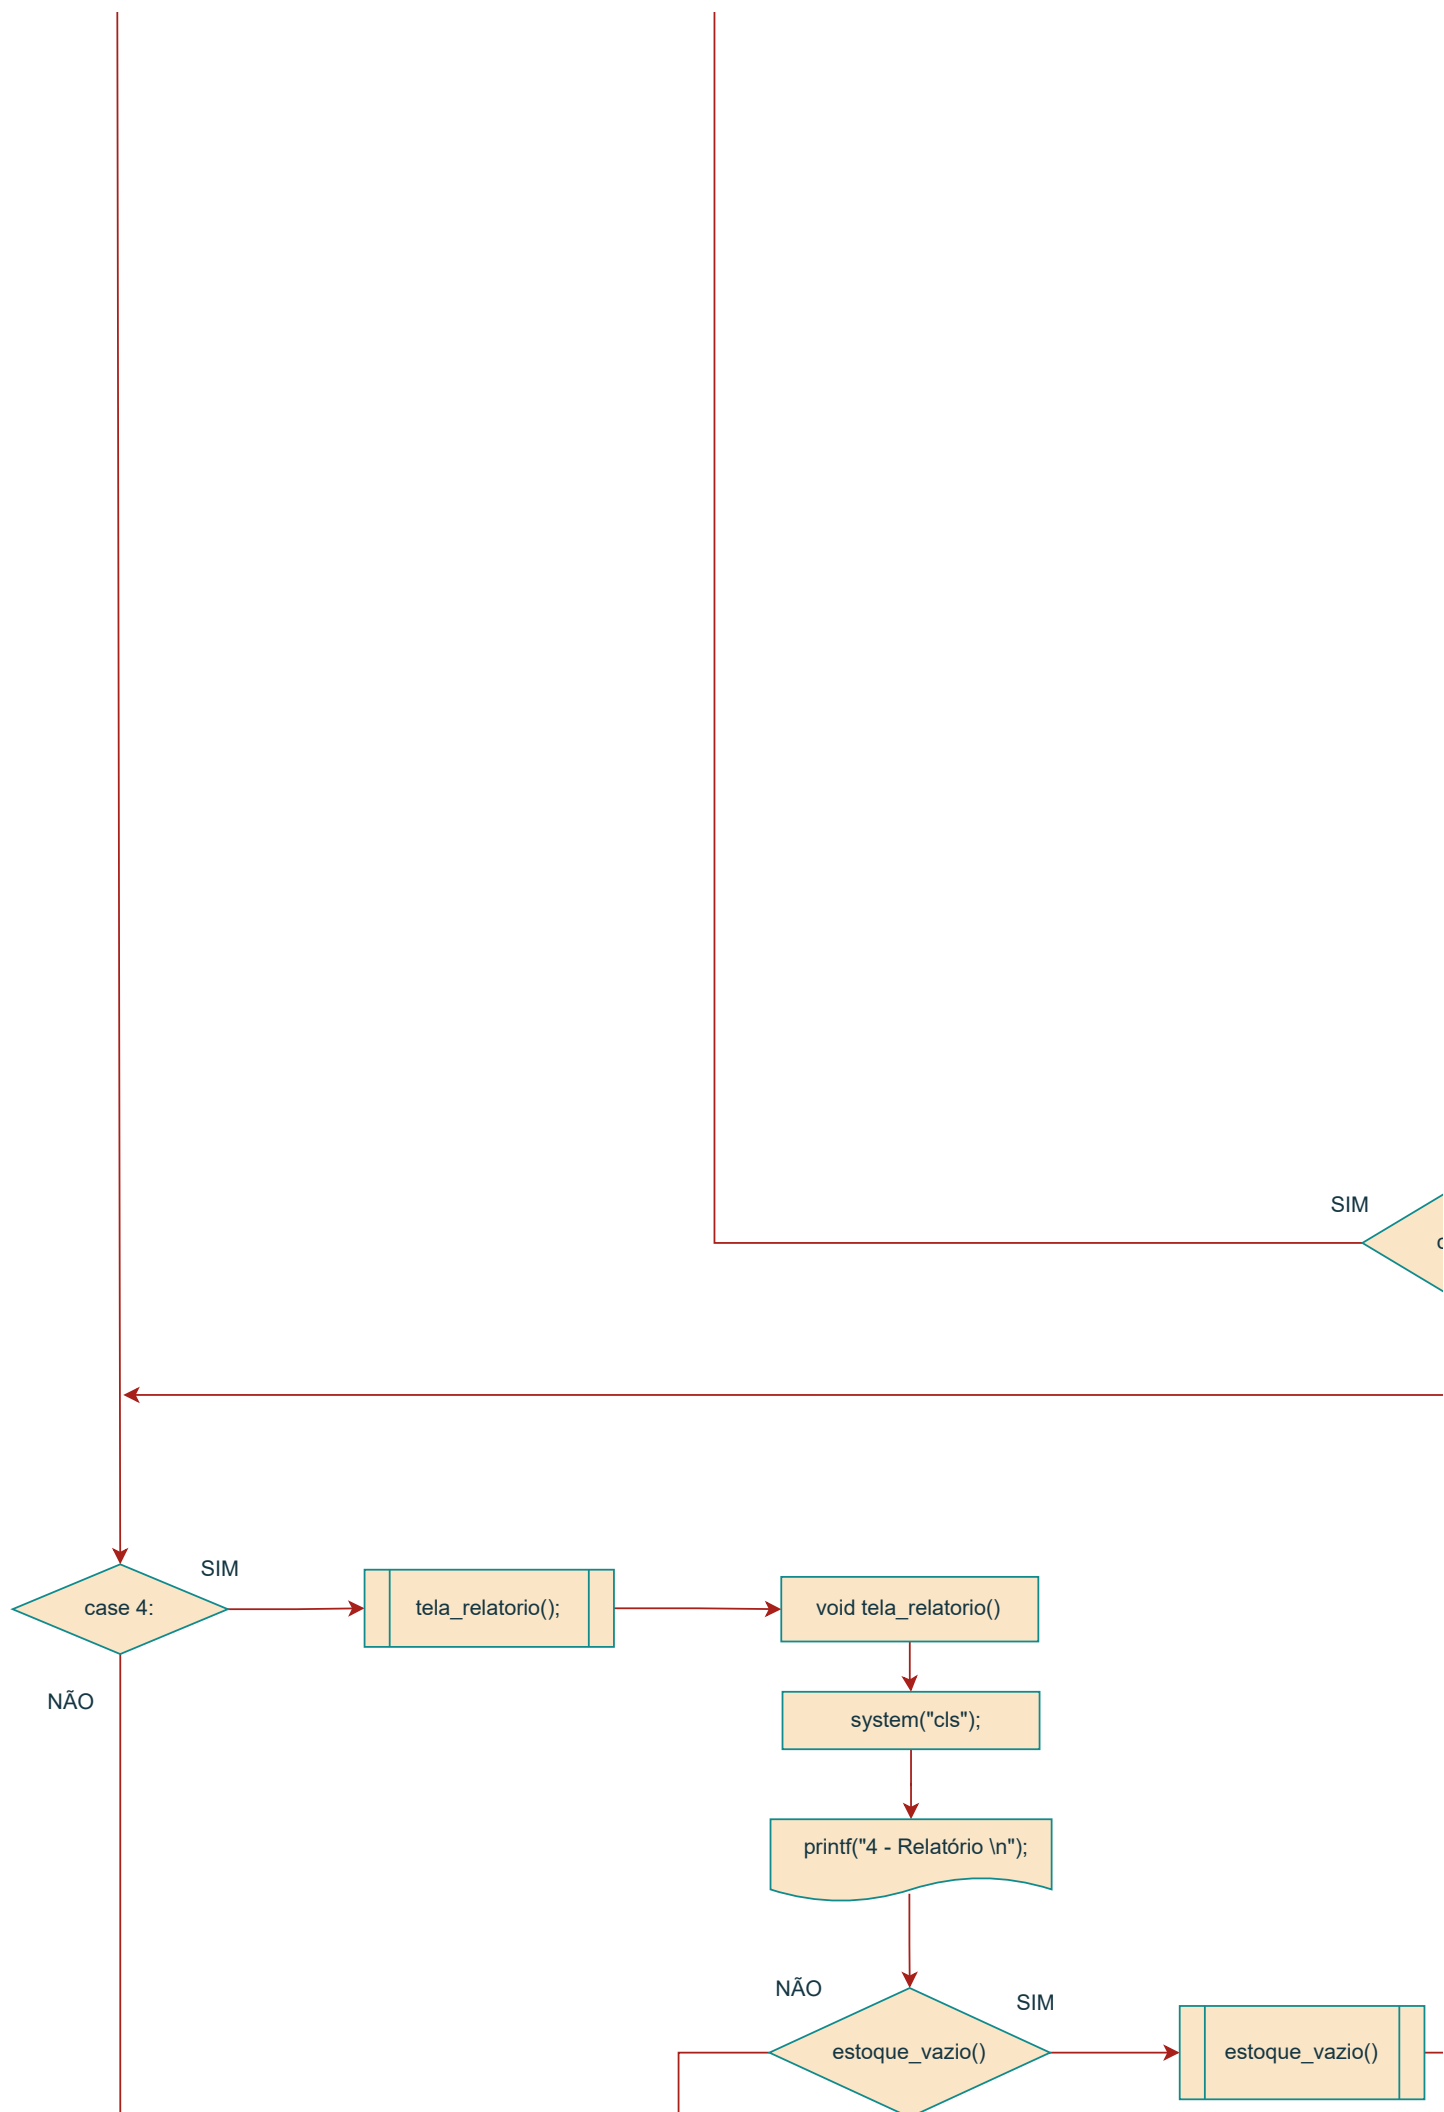 SIM
case 4:
SIM
tela_relatorio();
void tela_relatorio()
NÃO
system("cls");
printf("4 - Relatório \n");
NÃO
SIM
estoque_vazio()
estoque_vazio()